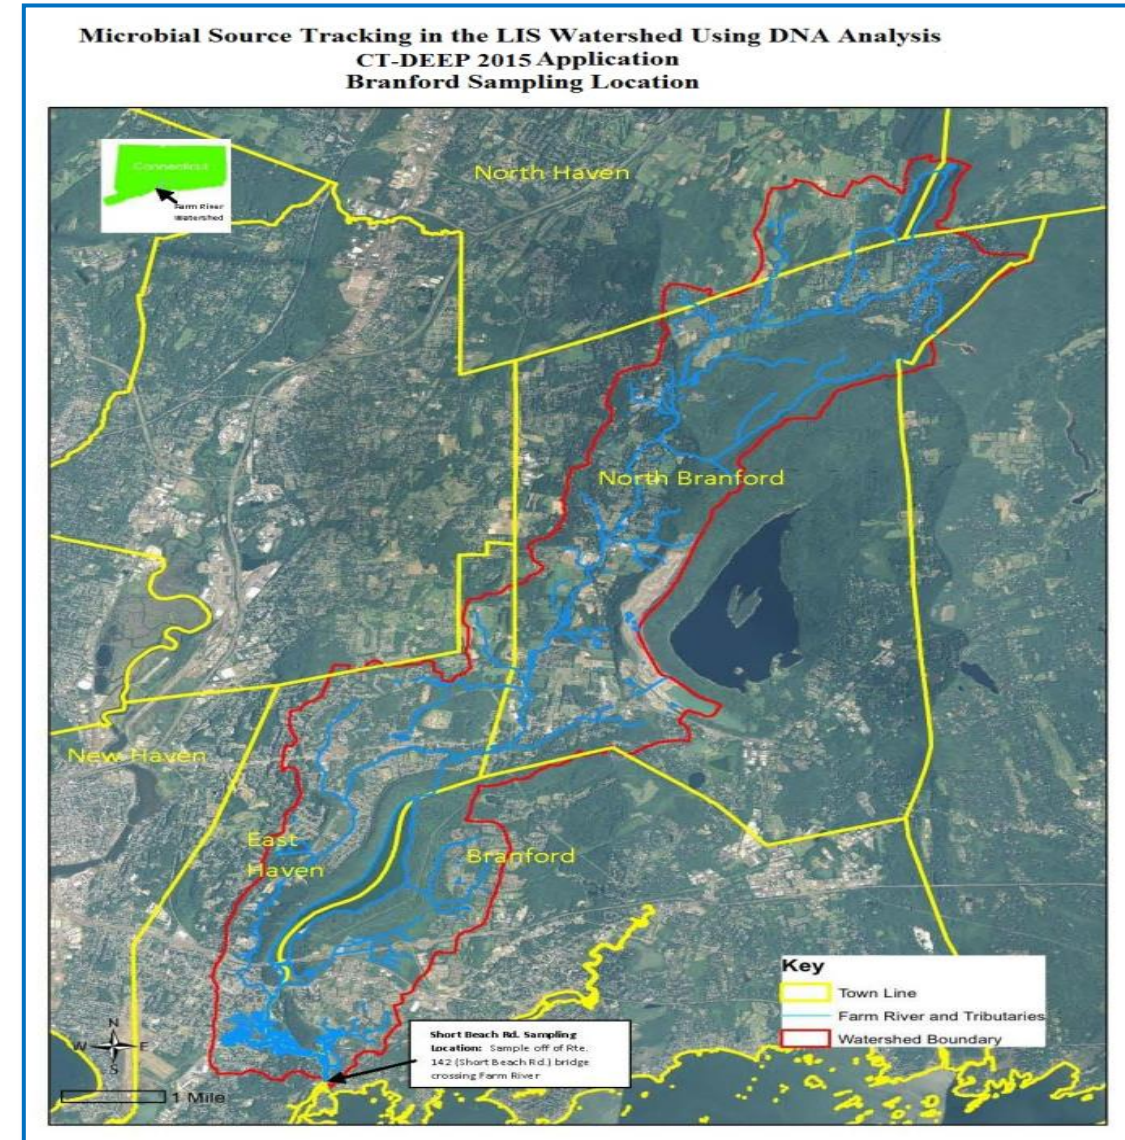 Microbial Source Tracking in the LIS Watershed Using DNA Analysis
CT-DEEP 2015 Application
Branford Sampling Location
Connecticut
Farm River
Watershed
North Haven
North Branford
New Haven
East
Haven
Branford
Key
Town Line
Farm River and Tributaries
Watershed Boundary
Short Beach Rd. Sampling
Location: Sample off of Rte.
142 (Short Beach Rd.) bridge
crossing Farm River
N
W E
S
1 Mile